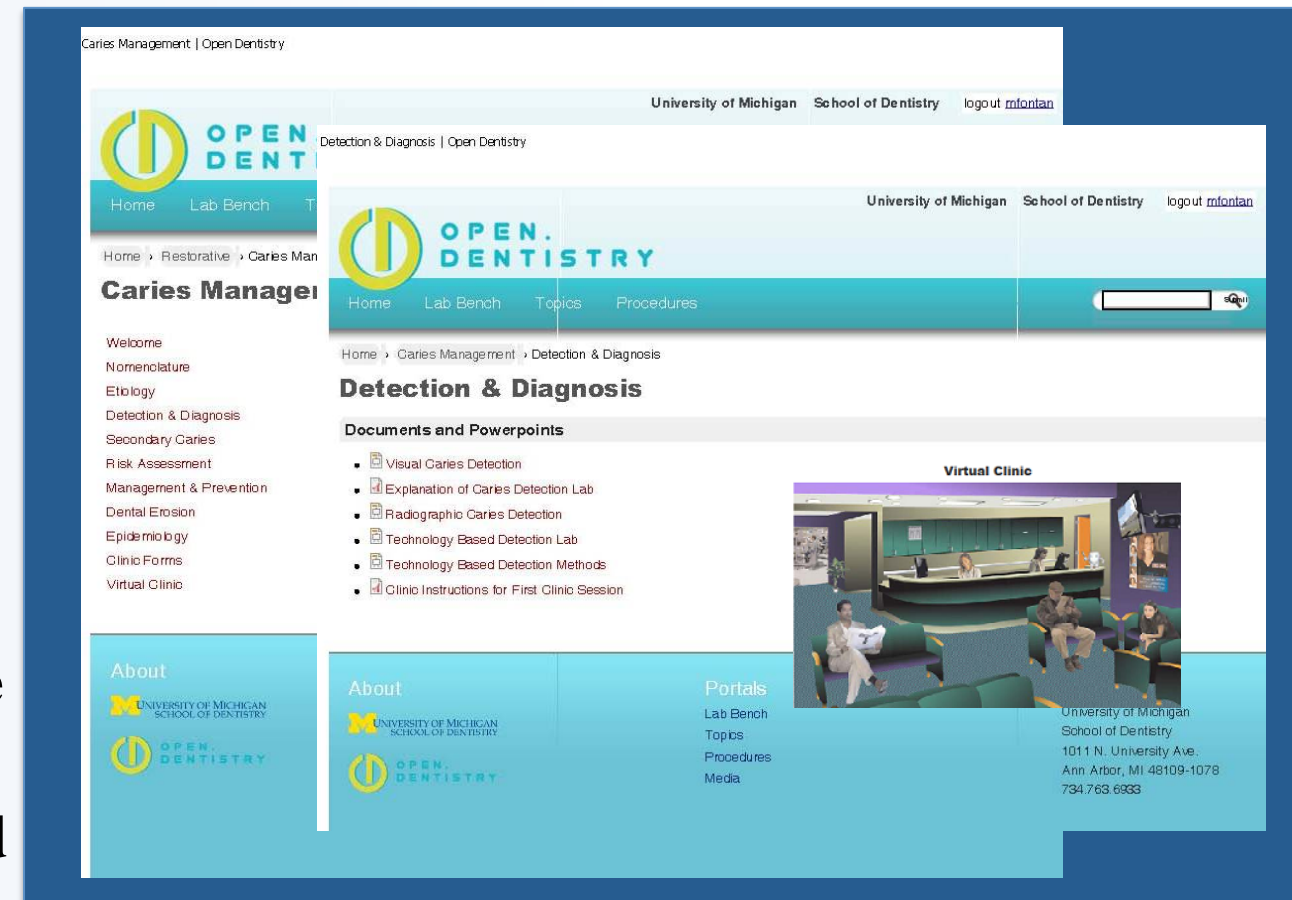 Caries Management | Open Dentistry
University of Michigan School of Dentistry logout mfontan
OPEN.
DENT
Home Lab Bench T
Home › Restorative › Caries Man
Caries Manage
Welcome
Nomenclature
Etiology
Detection & Diagnosis
Secondary Caries
Risk Assessment
Management & Prevention
Dental Erosion
Epidemiology
Clinic Forms
Virtual Clinic
About
UNIVERSITY OF MICHIGAN
SCHOOL OF DENTISTRY
OPEN.
DENTISTRY
Detection & Diagnosis | Open Dentistry
University of Michigan School of Dentistry logout mfontan
OPEN.
DENTISTRY
Home Lab Bench Topics Procedures
Home › Caries Management › Detection & Diagnosis
Detection & Diagnosis
Documents and Powerpoints
Visual Caries Detection
Explanation of Caries Detection Lab
Radiographic Caries Detection
Technology Based Detection Lab
Technology Based Detection Methods
Clinic Instructions for First Clinic Session
Virtual Clinic
About
UNIVERSITY OF MICHIGAN
SCHOOL OF DENTISTRY
OPEN.
DENTISTRY
Portals
Lab Bench
Topics
Procedures
Media
University of Michigan
School of Dentistry
1011 N. University Ave.
Ann Arbor, MI 48109-1078
734.763.6933